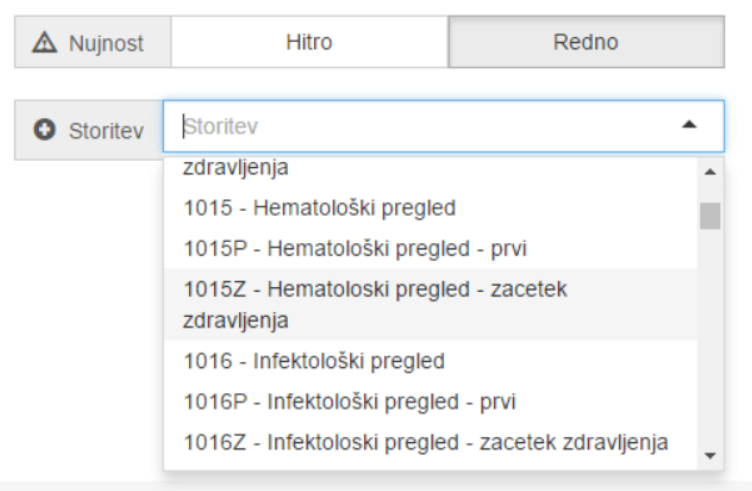 Nujnost Hitro Redno
Storitev Storitev
zdravljenja
1015 - Hematološki pregled
1015P - Hematološki pregled - prvi
1015Z - Hematoloski pregled - zacetek
zdravljenja
1016 - Infektološki pregled
1016P - Infektološki pregled - prvi
1016Z - Infektoloski pregled - zacetek zdravljenja